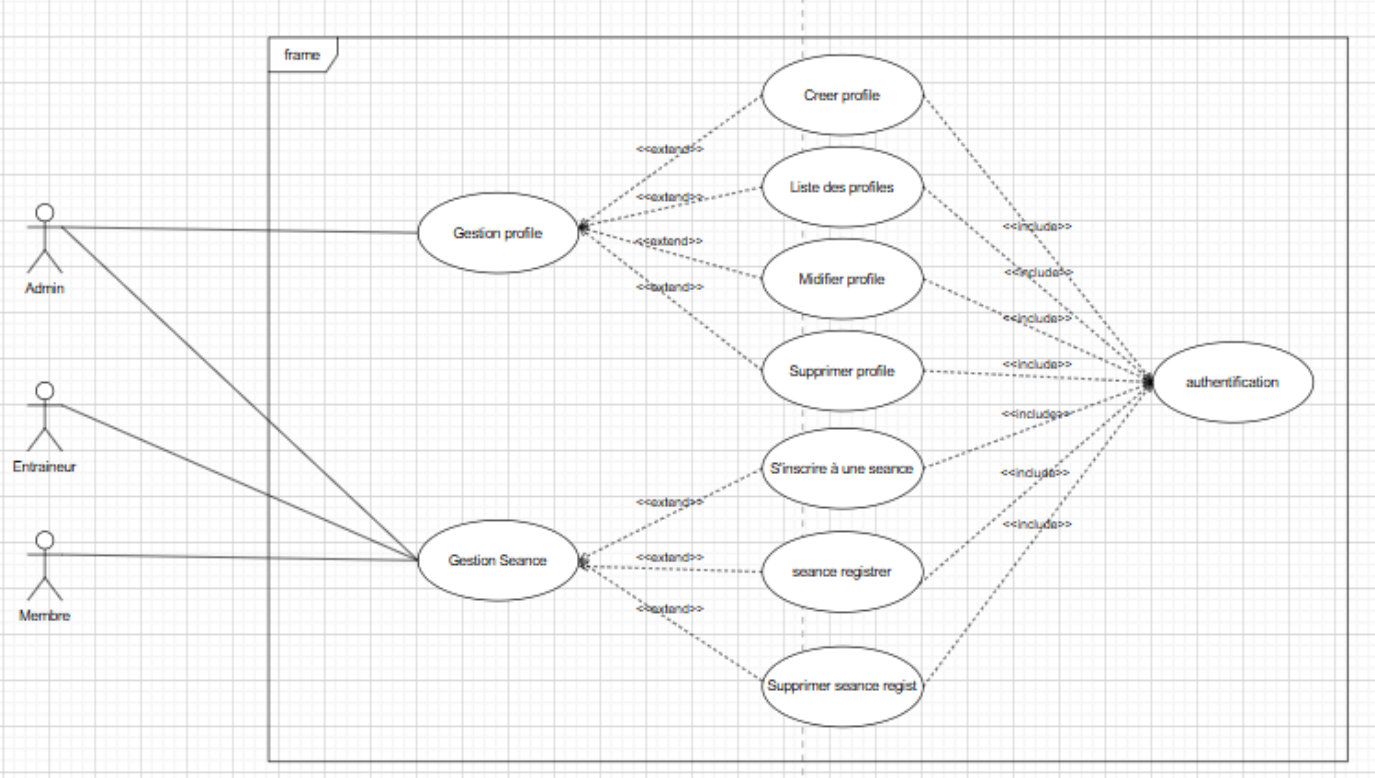 frame
Creer profile
<<extend>>
Liste des profiles
<<extend>>
Gestion profile
<<include>>
<<extend>>
Midifier profile
<<include>>
Admin
<<extend>>
<<include>>
Supprimer profile
<<include>>
authentification
<<include>>
Entraineur
S'inscrire à une seance
<<include>>
<<extend>>
<<include>>
Gestion Seance
<<extend>>
seance registrer
Membre
<<extend>>
Supprimer seance regist